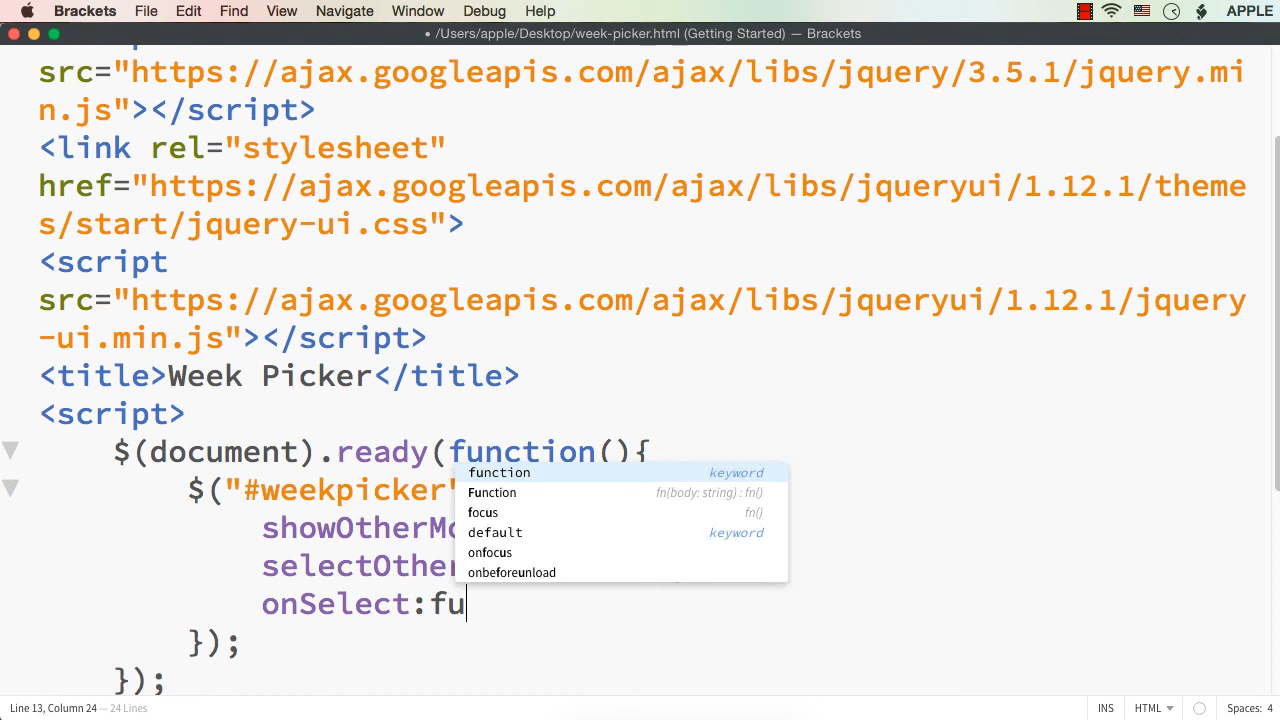 Brackets File Edit Find View Navigate Window Debug Help APPLE
• /Users/apple/Desktop/week-picker.html (Getting Started) — Brackets
src="https://ajax.googleapis.com/ajax/libs/jquery/3.5.1/jquery.mi
n.js"></script>
<link rel="stylesheet"
href="https://ajax.googleapis.com/ajax/libs/jqueryui/1.12.1/theme
s/start/jquery-ui.css">
<script
src="https://ajax.googleapis.com/ajax/libs/jqueryui/1.12.1/jquery
-ui.min.js"></script>
<title>Week Picker</title>
<script>
$(document).ready(function(){
$("#weekpicker"
showOtherMo
selectOther
onSelect:fu
});
});
function keyword
Function fn(body: string) : fn()
focus fn()
default keyword
onfocus
onbeforeunload
Line 13, Column 24 — 24 Lines INS HTML Spaces: 4